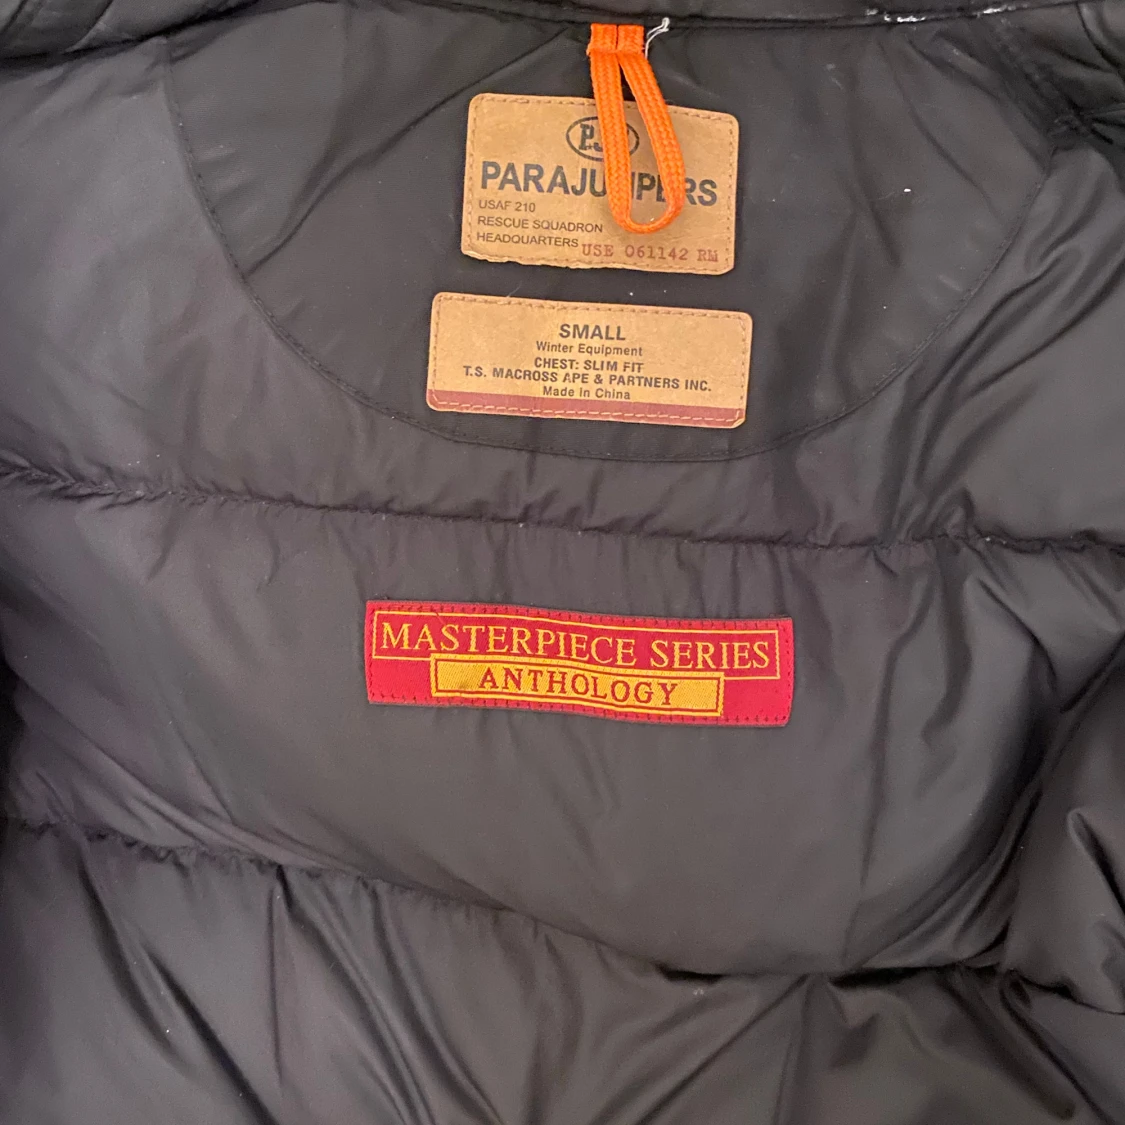 PARAJUMPERS
USAF 210
RESCUE SQUADRON
HEADQUARTERS USE 061142 RM
SMALL
Winter Equipment
CHEST: SLIM FIT
T.S. MACROSS APE & PARTNERS INC.
Made In China
MASTERPIECE SERIES
ANTHOLOGY